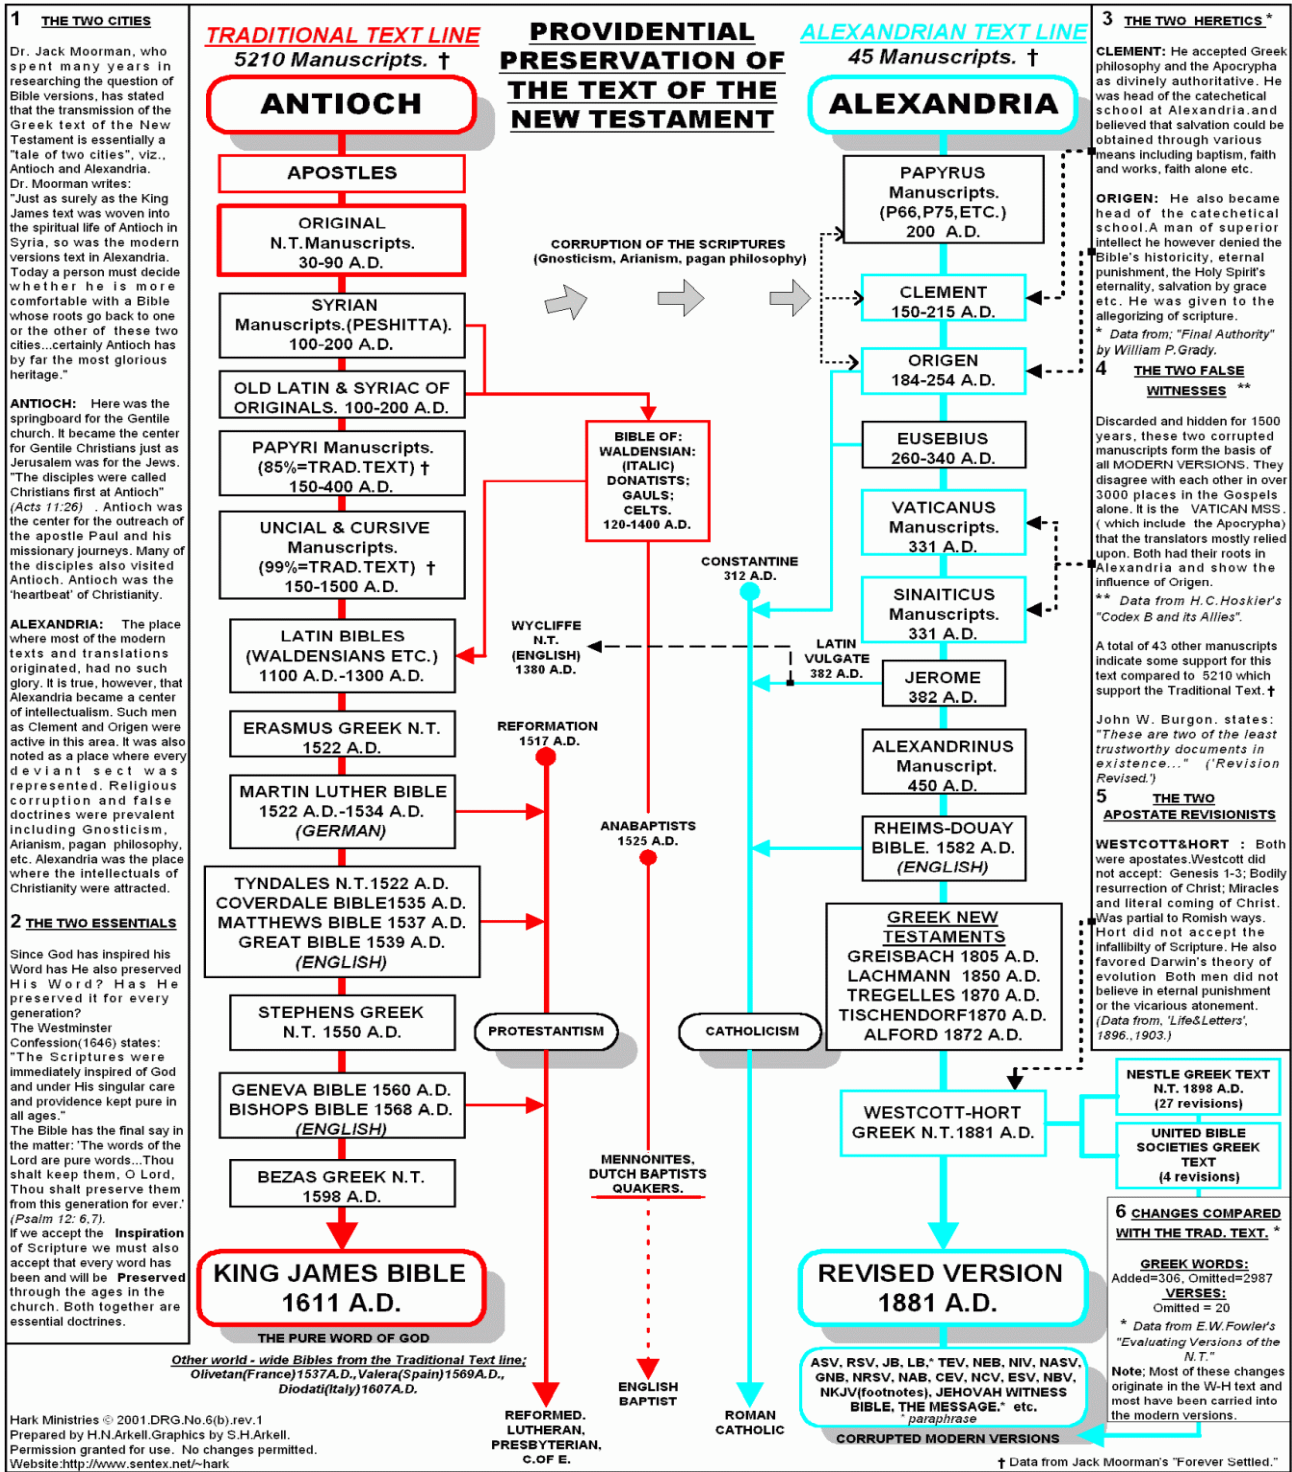 1 THE TWO CITIES
Dr. Jack Moorman, who
spent many years in
researching the question of
Bible versions, has stated
that the transmission of the
Greek text of the New
Testament is essentially a
"tale of two cities", viz.,
Antioch and Alexandria.
Dr. Moorman writes:
"Just as surely as the King
James text was woven into
the spiritual life of Antioch in
Syria, so was the modern
versions text in Alexandria.
Today a person must decide
whether he is more
comfortable with a Bible
whose roots go back to one
or the other of these two
cities...certainly Antioch has
by far the most glorious
heritage."
ANTIOCH: Here was the
springboard for the Gentile
church. It became the center
for Gentile Christians just as
Jerusalem was for the Jews.
"The disciples were called
Christians first at Antioch"
(Acts 11:26) . Antioch was
the center for the outreach of
the apostle Paul and his
missionary journeys. Many of
the disciples also visited
Antioch. Antioch was the
'heartbeat' of Christianity.
ALEXANDRIA: The place
where most of the modern
texts and translations
originated, had no such
glory. It is true, however, that
Alexandria became a center
of intellectualism. Such men
as Clement and Origen were
active in this area. It was also
noted as a place where every
deviant sect was
represented. Religious
corruption and false
doctrines were prevalent
including Gnosticism,
Arianism, pagan philosophy,
etc. Alexandria was the place
where the intellectuals of
Christianity were attracted.
2 THE TWO ESSENTIALS
Since God has inspired his
Word has He also preserved
His Word? Has He
preserved it for every
generation?
The Westminster
Confession(1646) states:
"The Scriptures were
immediately inspired of God
and under His singular care
and providence kept pure in
all ages."
The Bible has the final say in
the matter: 'The words of the
Lord are pure words...Thou
shalt keep them, O Lord,
Thou shalt preserve them
from this generation for ever.'
(Psalm 12: 6,7).
If we accept the Inspiration
of Scripture we must also
accept that every word has
been and will be Preserved
through the ages in the
church. Both together are
essential doctrines.
TRADITIONAL TEXT LINE
5210 Manuscripts. †
ANTIOCH
APOSTLES
ORIGINAL
N.T.Manuscripts.
30-90 A.D.
SYRIAN
Manuscripts.(PESHITTA).
100-200 A.D.
OLD LATIN & SYRIAC OF
ORIGINALS. 100-200 A.D.
PAPYRI Manuscripts.
(85%=TRAD.TEXT) †
150-400 A.D.
UNCIAL & CURSIVE
Manuscripts.
(99%=TRAD.TEXT) †
150-1500 A.D.
LATIN BIBLES
(WALDENSIANS ETC.)
1100 A.D.-1300 A.D.
ERASMUS GREEK N.T.
1522 A.D.
MARTIN LUTHER BIBLE
1522 A.D.-1534 A.D.
(GERMAN)
TYNDALES N.T.1522 A.D.
COVERDALE BIBLE1535 A.D.
MATTHEWS BIBLE 1537 A.D.
GREAT BIBLE 1539 A.D.
(ENGLISH)
STEPHENS GREEK
N.T. 1550 A.D.
GENEVA BIBLE 1560 A.D.
BISHOPS BIBLE 1568 A.D.
(ENGLISH)
BEZAS GREEK N.T.
1598 A.D.
KING JAMES BIBLE
1611 A.D.
THE PURE WORD OF GOD
Other world - wide Bibles from the Traditional Text line;
Olivetan(France)1537A.D.,Valera(Spain)1569A.D.,
Diodati(Italy)1607A.D.
PROVIDENTIAL
PRESERVATION OF
THE TEXT OF THE
NEW TESTAMENT
CORRUPTION OF THE SCRIPTURES
(Gnosticism, Arianism, pagan philosophy)
BIBLE OF:
WALDENSIAN:
(ITALIC)
DONATISTS;
GAULS;
CELTS.
120-1400 A.D.
CONSTANTINE
312 A.D.
WYCLIFFE
N.T.
(ENGLISH)
1380 A.D.
LATIN
VULGATE
382 A.D.
REFORMATION
1517 A.D.
ANABAPTISTS
1525 A.D.
PROTESTANTISM
CATHOLICISM
MENNONITES,
DUTCH BAPTISTS
QUAKERS.
ENGLISH
BAPTIST
REFORMED.
LUTHERAN,
PRESBYTERIAN,
C.OF E.
ROMAN
CATHOLIC
ALEXANDRIAN TEXT LINE
45 Manuscripts. †
ALEXANDRIA
PAPYRUS
Manuscripts.
(P66,P75,ETC.)
200 A.D.
CLEMENT
150-215 A.D.
ORIGEN
184-254 A.D.
EUSEBIUS
260-340 A.D.
VATICANUS
Manuscripts.
331 A.D.
SINAITICUS
Manuscripts.
331 A.D.
JEROME
382 A.D.
ALEXANDRINUS
Manuscript.
450 A.D.
RHEIMS-DOUAY
BIBLE. 1582 A.D.
(ENGLISH)
GREEK NEW
TESTAMENTS
GREISBACH 1805 A.D.
LACHMANN 1850 A.D.
TREGELLES 1870 A.D.
TISCHENDORF1870 A.D.
ALFORD 1872 A.D.
WESTCOTT-HORT
GREEK N.T.1881 A.D.
REVISED VERSION
1881 A.D.
ASV, RSV, JB, LB,* TEV, NEB, NIV, NASV,
GNB, NRSV, NAB, CEV, NCV, ESV, NBV,
NKJV(footnotes), JEHOVAH WITNESS
BIBLE, THE MESSAGE.* etc.
* paraphrase
CORRUPTED MODERN VERSIONS
3 THE TWO HERETICS *
CLEMENT: He accepted Greek
philosophy and the Apocrypha
as divinely authoritative. He
was head of the catechetical
school at Alexandria.and
believed that salvation could be
obtained through various
means including baptism, faith
and works, faith alone etc.
ORIGEN: He also became
head of the catechetical
school.A man of superior
intellect he however denied the
Bible's historicity, eternal
punishment, the Holy Spirit's
eternality, salvation by grace
etc. He was given to the
allegorizing of scripture.
* Data from; "Final Authority"
by William P.Grady.
4 THE TWO FALSE
WITNESSES **
Discarded and hidden for 1500
years, these two corrupted
manuscripts form the basis of
all MODERN VERSIONS. They
disagree with each other in over
3000 places in the Gospels
alone. It is the VATICAN MSS.
( which include the Apocrypha)
that the translators mostly relied
upon. Both had their roots in
Alexandria and show the
influence of Origen.
** Data from H.C.Hoskier's
"Codex B and its Allies".
A total of 43 other manuscripts
indicate some support for this
text compared to 5210 which
support the Traditional Text. †
John W. Burgon. states:
"These are two of the least
trustworthy documents in
existence..." ('Revision
Revised.')
5 THE TWO
APOSTATE REVISIONISTS
WESTCOTT&HORT : Both
were apostates.Westcott did
not accept: Genesis 1-3; Bodily
resurrection of Christ; Miracles
and literal coming of Christ.
Was partial to Romish ways.
Hort did not accept the
infallibilty of Scripture. He also
favored Darwin's theory of
evolution Both men did not
believe in eternal punishment
or the vicarious atonement.
(Data from, 'Life&Letters',
1896.,1903.)
NESTLE GREEK TEXT
N.T. 1898 A.D.
(27 revisions)
UNITED BIBLE
SOCIETIES GREEK
TEXT
(4 revisions)
6 CHANGES COMPARED
WITH THE TRAD. TEXT. *
GREEK WORDS:
Added=306, Omitted=2987
VERSES:
Omitted = 20
* Data from E.W.Fowler's
"Evaluating Versions of the
N.T."
Note; Most of these changes
originate in the W-H text and
most have been carried into
the modern versions.
Hark Ministries © 2001.DRG.No.6(b).rev.1
Prepared by H.N.Arkell.Graphics by S.H.Arkell.
Permission granted for use. No changes permitted.
Website:http://www.sentex.net/~hark
† Data from Jack Moorman's "Forever Settled."